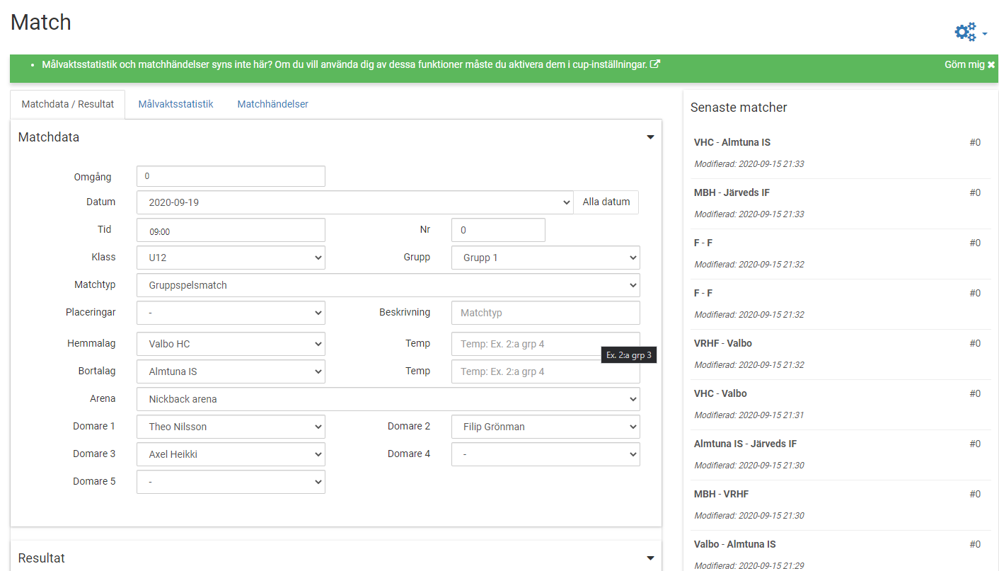 Match
Målvaktsstatistik och matchhändelser syns inte här? Om du vill använda dig av dessa funktioner måste du aktivera dem i cup-inställningar. Göm mig
Matchdata / Resultat Målvaktsstatistik Matchhändelser
Matchdata
Omgång 0
Datum 2020-09-19 Alla datum
Tid 09:00 Nr 0
Klass U12 Grupp Grupp 1
Matchtyp Gruppspelsmatch
Placeringar - Beskrivning Matchtyp
Hemmalag Valbo HC Temp Temp: Ex. 2:a grp 4
Ex. 2:a grp 3
Bortalag Almtuna IS Temp Temp: Ex. 2:a grp 4
Arena Nickback arena
Domare 1 Theo Nilsson Domare 2 Filip Grönman
Domare 3 Axel Heikki Domare 4 -
Domare 5 -
Resultat
Senaste matcher
VHC - Almtuna IS #0
Modifierad: 2020-09-15 21:33
MBH - Järveds IF #0
Modifierad: 2020-09-15 21:33
F - F #0
Modifierad: 2020-09-15 21:32
F - F #0
Modifierad: 2020-09-15 21:32
VRHF - Valbo #0
Modifierad: 2020-09-15 21:32
VHC - Valbo #0
Modifierad: 2020-09-15 21:31
Almtuna IS - Järveds IF #0
Modifierad: 2020-09-15 21:30
MBH - VRHF #0
Modifierad: 2020-09-15 21:30
Valbo - Almtuna IS #0
Modifierad: 2020-09-15 21:29